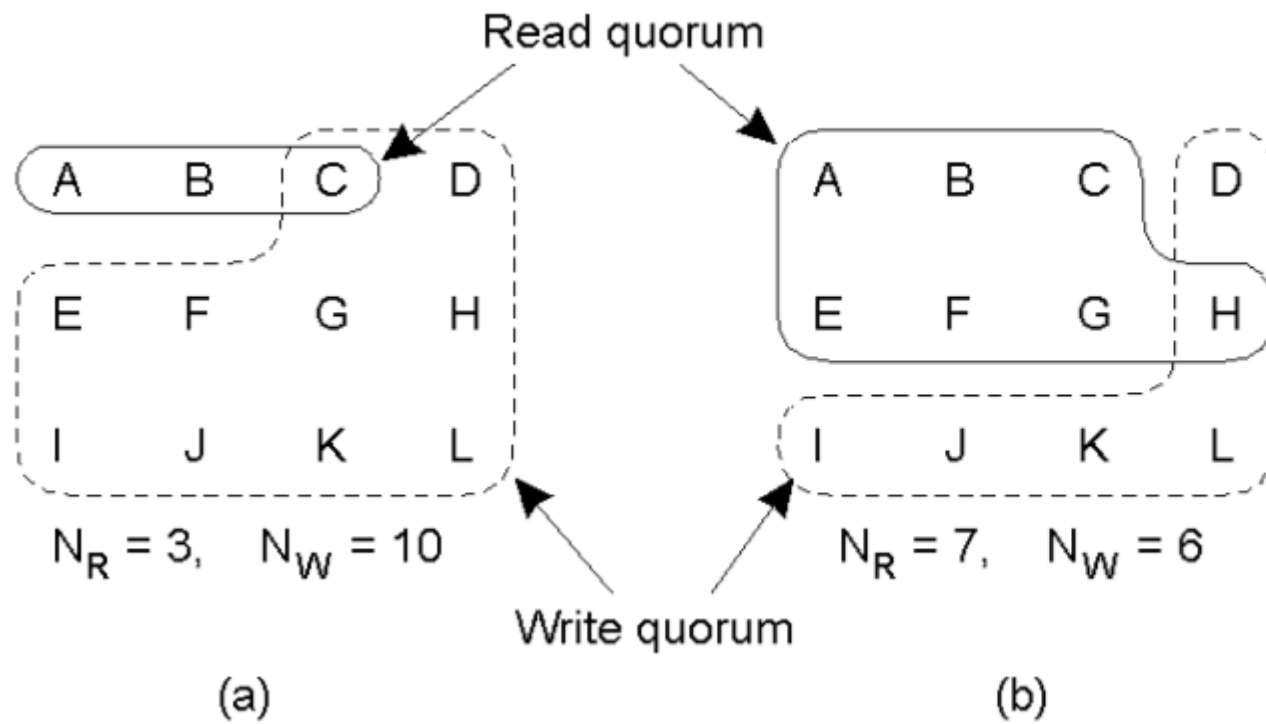 Read quorum
A B C D
E F G H
I J K L
N_R = 3, N_W = 10
(a)
A B C D
E F G H
I J K L
N_R = 7, N_W = 6
(b)
Write quorum